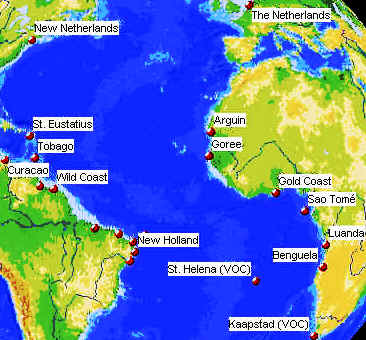 The Netherlands
New Netherlands
St. Eustatius
Arguin
Tobago
Goree
Curacao
Wild Coast
Gold Coast
Sao Tomé
Luanda
New Holland
Benguela
St. Helena (VOC)
Kaapstad (VOC)